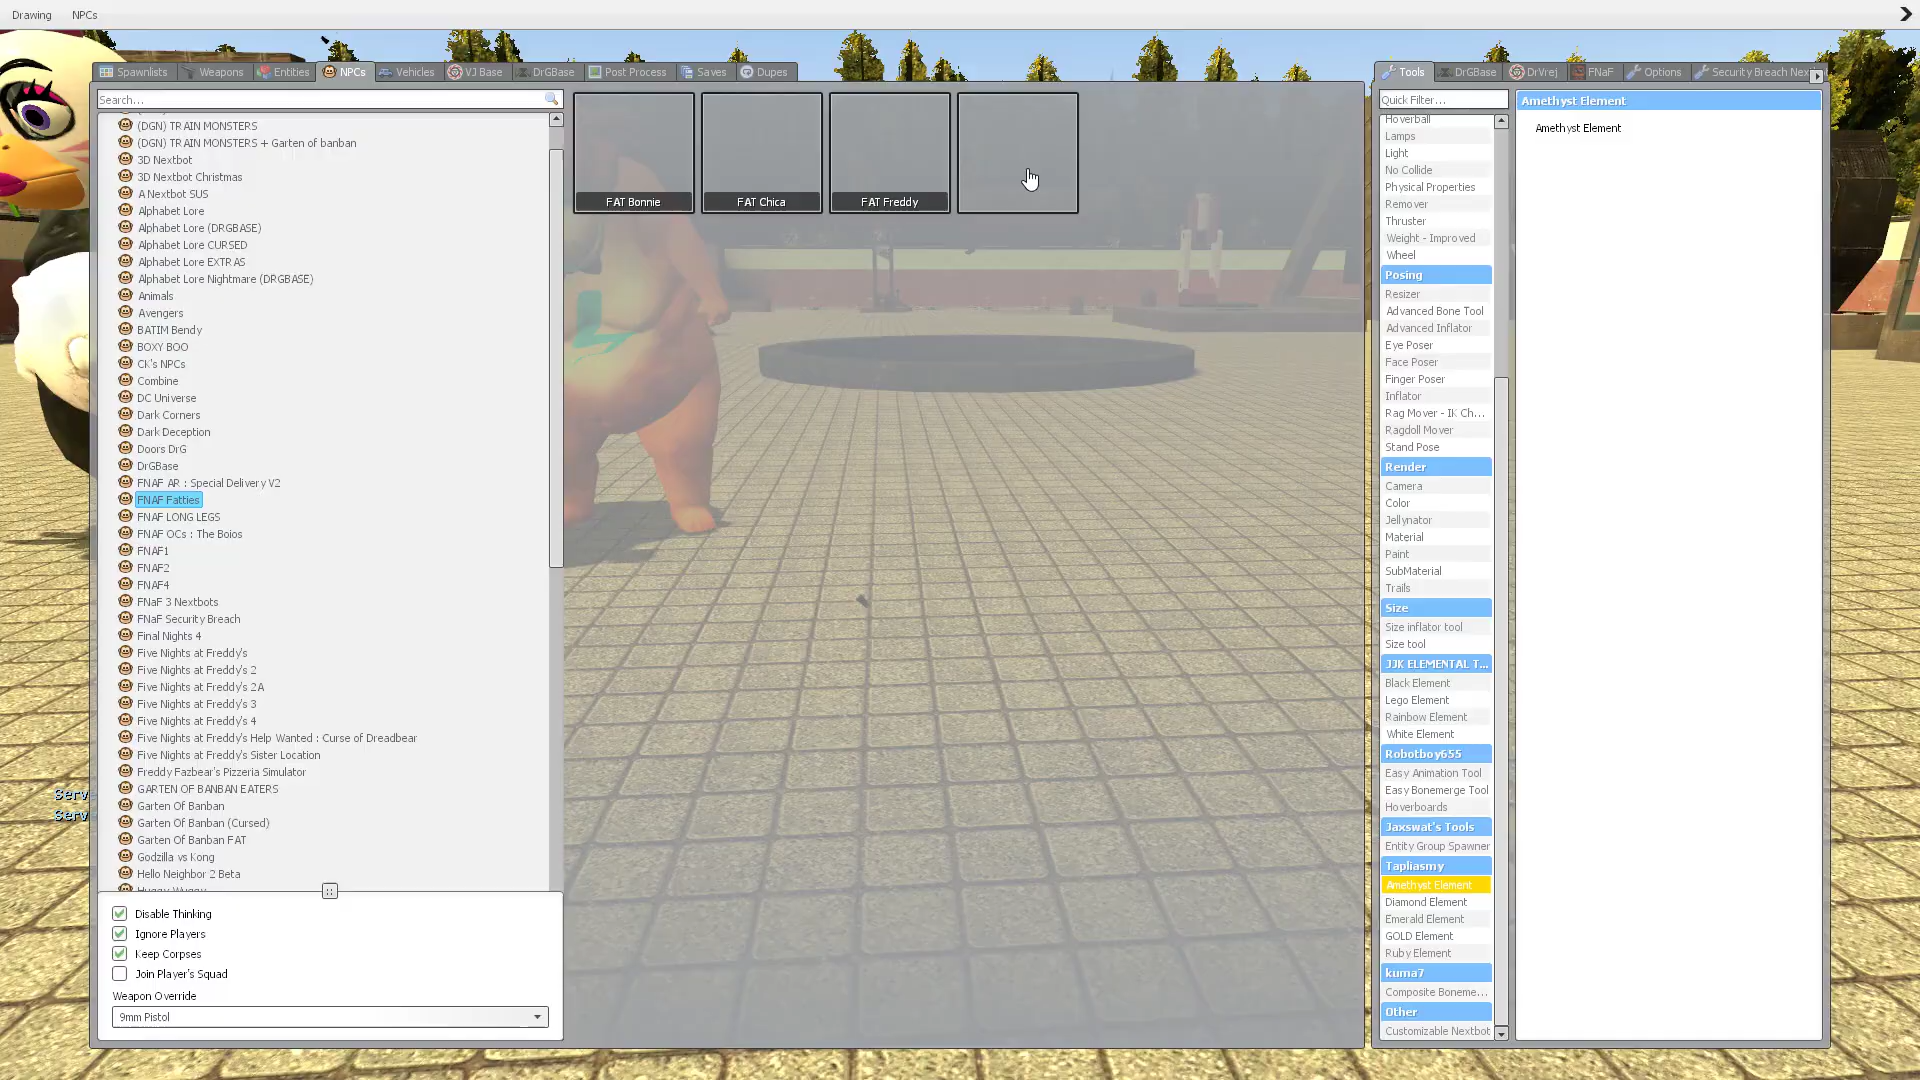 Drawing NPCs
Spawnlists Weapons Entities NPCs Vehicles VJ Base DrGBase Post Process Saves Dupes
Search...
(DGN) TRAIN MONSTERS
(DGN) TRAIN MONSTERS + Garten of banban
3D Nextbot
3D Nextbot Christmas
A Nextbot SUS
Alphabet Lore
Alphabet Lore (DRGBASE)
Alphabet Lore CURSED
Alphabet Lore EXTRAS
Alphabet Lore Nightmare (DRGBASE)
Animals
Avengers
BATIM Bendy
BOXY BOO
CK's NPCs
Combine
DC Universe
Dark Corners
Dark Deception
Doors DrG
DrGBase
FNAF AR : Special Delivery V2
FNAF Fatties
FNAF LONG LEGS
FNAF OCs : The Boios
FNAF1
FNAF2
FNAF4
FNaF 3 Nextbots
FNaF Security Breach
Final Nights 4
Five Nights at Freddy's
Five Nights at Freddy's 2
Five Nights at Freddy's 2A
Five Nights at Freddy's 3
Five Nights at Freddy's 4
Five Nights at Freddy's Help Wanted : Curse of Dreadbear
Five Nights at Freddy's Sister Location
Freddy Fazbear's Pizzeria Simulator
GARTEN OF BANBAN EATERS
Garten Of Banban
Garten Of Banban (Cursed)
Garten Of Banban FAT
Godzilla vs Kong
Hello Neighbor 2 Beta
Huggy Wuggy
Disable Thinking
Ignore Players
Keep Corpses
Join Player's Squad
Weapon Override
9mm Pistol
Serv
Serv
FAT Bonnie FAT Chica FAT Freddy
Tools DrGBase DrVrej FNaF Options Security Breach Nex
Quick Filter...
Hoverball
Lamps
Light
No Collide
Physical Properties
Remover
Thruster
Weight - Improved
Wheel
Posing
Resizer
Advanced Bone Tool
Advanced Inflator
Eye Poser
Face Poser
Finger Poser
Inflator
Rag Mover - IK Ch...
Ragdoll Mover
Stand Pose
Render
Camera
Color
Jellynator
Material
Paint
SubMaterial
Trails
Size
Size inflator tool
Size tool
JJK ELEMENTAL T...
Black Element
Lego Element
Rainbow Element
White Element
Robotboy655
Easy Animation Tool
Easy Bonemerge Tool
Hoverboards
Jaxswat's Tools
Entity Group Spawner
Tapliasmy
Amethyst Element
Diamond Element
Emerald Element
GOLD Element
Ruby Element
kuma7
Composite Boneme...
Other
Customizable Nextbot
Amethyst Element
Amethyst Element